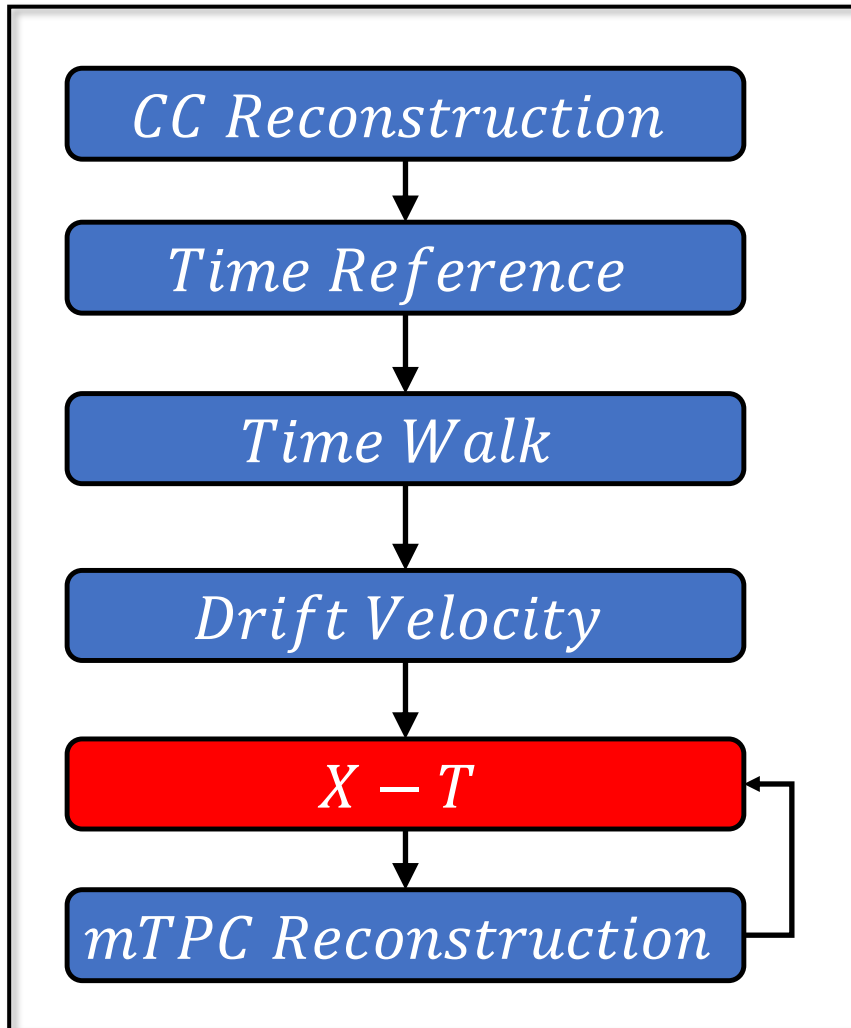 CC Reconstruction
Time Reference
Time Walk
Drift Velocity
X − T
mTPC Reconstruction